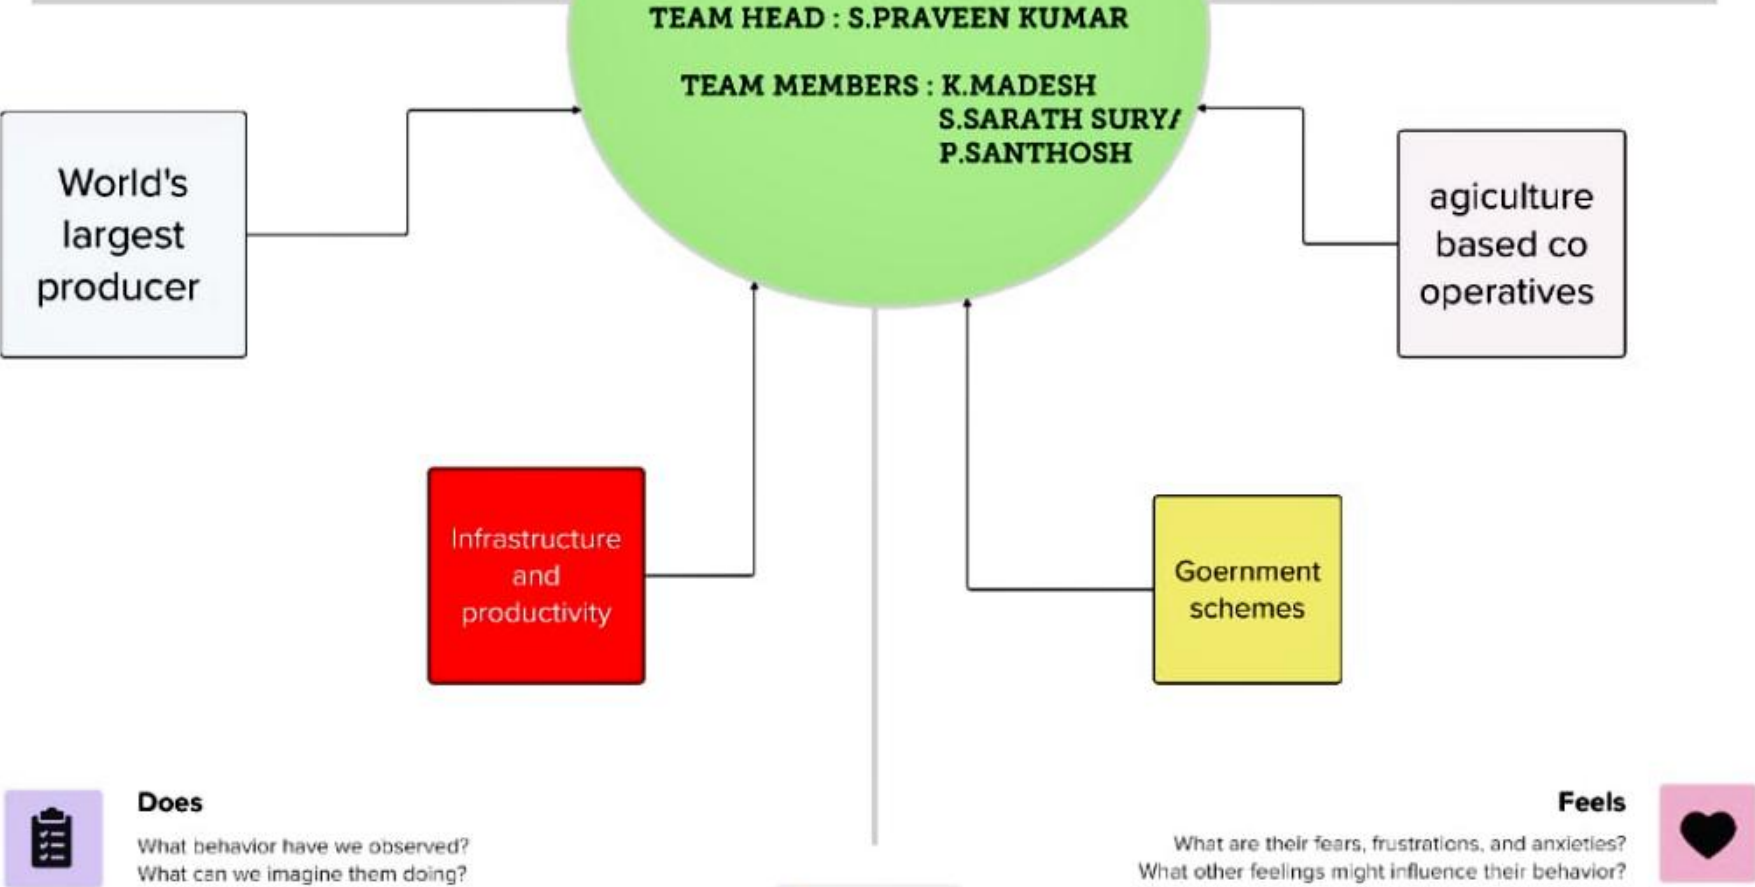 TEAM HEAD : S.PRAVEEN KUMAR
TEAM MEMBERS : K.MADESH
S.SARATH SURY
P.SANTHOSH
World's
largest
producer
agiculture
based co
operatives
Infrastructure
and
productivity
Goernment
schemes
Does
What behavior have we observed?
What can we imagine them doing?
Feels
What are their fears, frustrations, and anxieties?
What other feelings might influence their behavior?